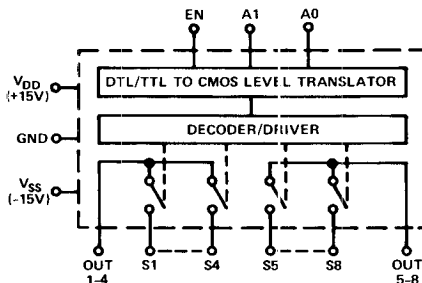 EN A1 A0
VDD
(+15V)
DTL/TTL TO CMOS LEVEL TRANSLATOR
GND
DECODER/DRIVER
VSS
(-15V)
OUT S1 S4 S5 S8 OUT
1-4 5-8